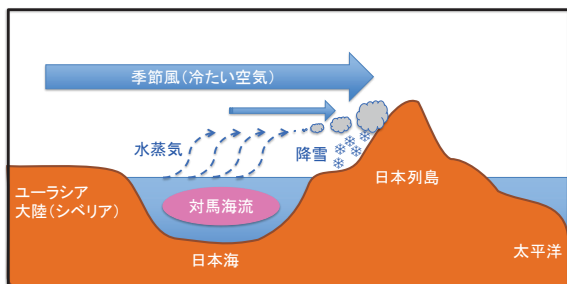 季節風(冷たい空気)
水蒸気
降雪
ユーラシア
大陸(シベリア)
対馬海流
日本列島
日本海
太平洋